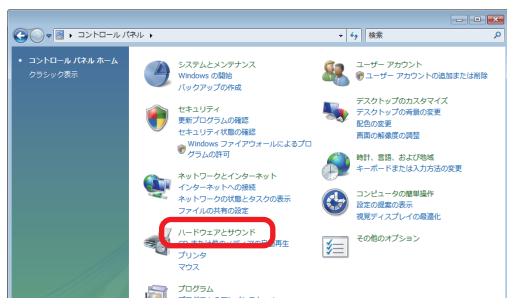 コントロール パネル
検索
コントロール パネル ホーム
クラシック表示
システムとメンテナンス
Windows の開始
バックアップの作成
セキュリティ
更新プログラムの確認
セキュリティ状態の確認
Windows ファイアウォールによるプロ
グラムの許可
ネットワークとインターネット
インターネットへの接続
ネットワークの状態とタスクの表示
ファイルの共有の設定
ハードウェアとサウンド
プリンタ
マウス
プログラム
ユーザー アカウント
ユーザー アカウントの追加または削除
デスクトップのカスタマイズ
デスクトップの背景の変更
配色の変更
画面の解像度の調整
時計、言語、および地域
キーボードまたは入力方法の変更
コンピュータの簡単操作
設定の提案の表示
視覚ディスプレイの最適化
その他のオプション